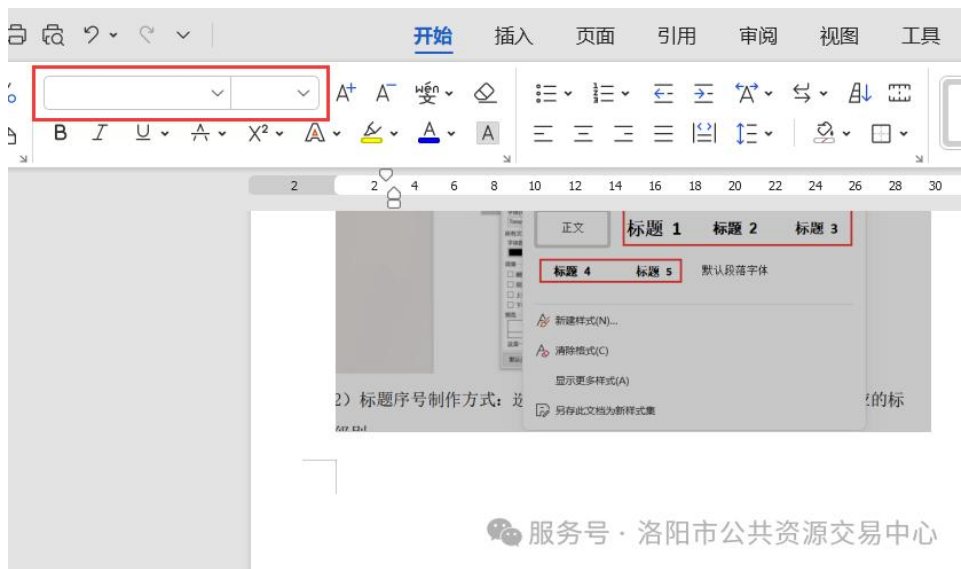 开始 插入 页面 引用 审阅 视图 工具
A+ A- wén 变
B I U A X² A A A
2 2 4 6 8 10 12 14 16 18 20 22 24 26 28 30
正文 标题 1 标题 2 标题 3
标题 4 标题 5 默认段落字体
新建样式(N)...
清除格式(C)
显示更多样式(A)
2）标题序号制作方式：选
的标
另存此文档为新样式集
服务号 · 洛阳市公共资源交易中心